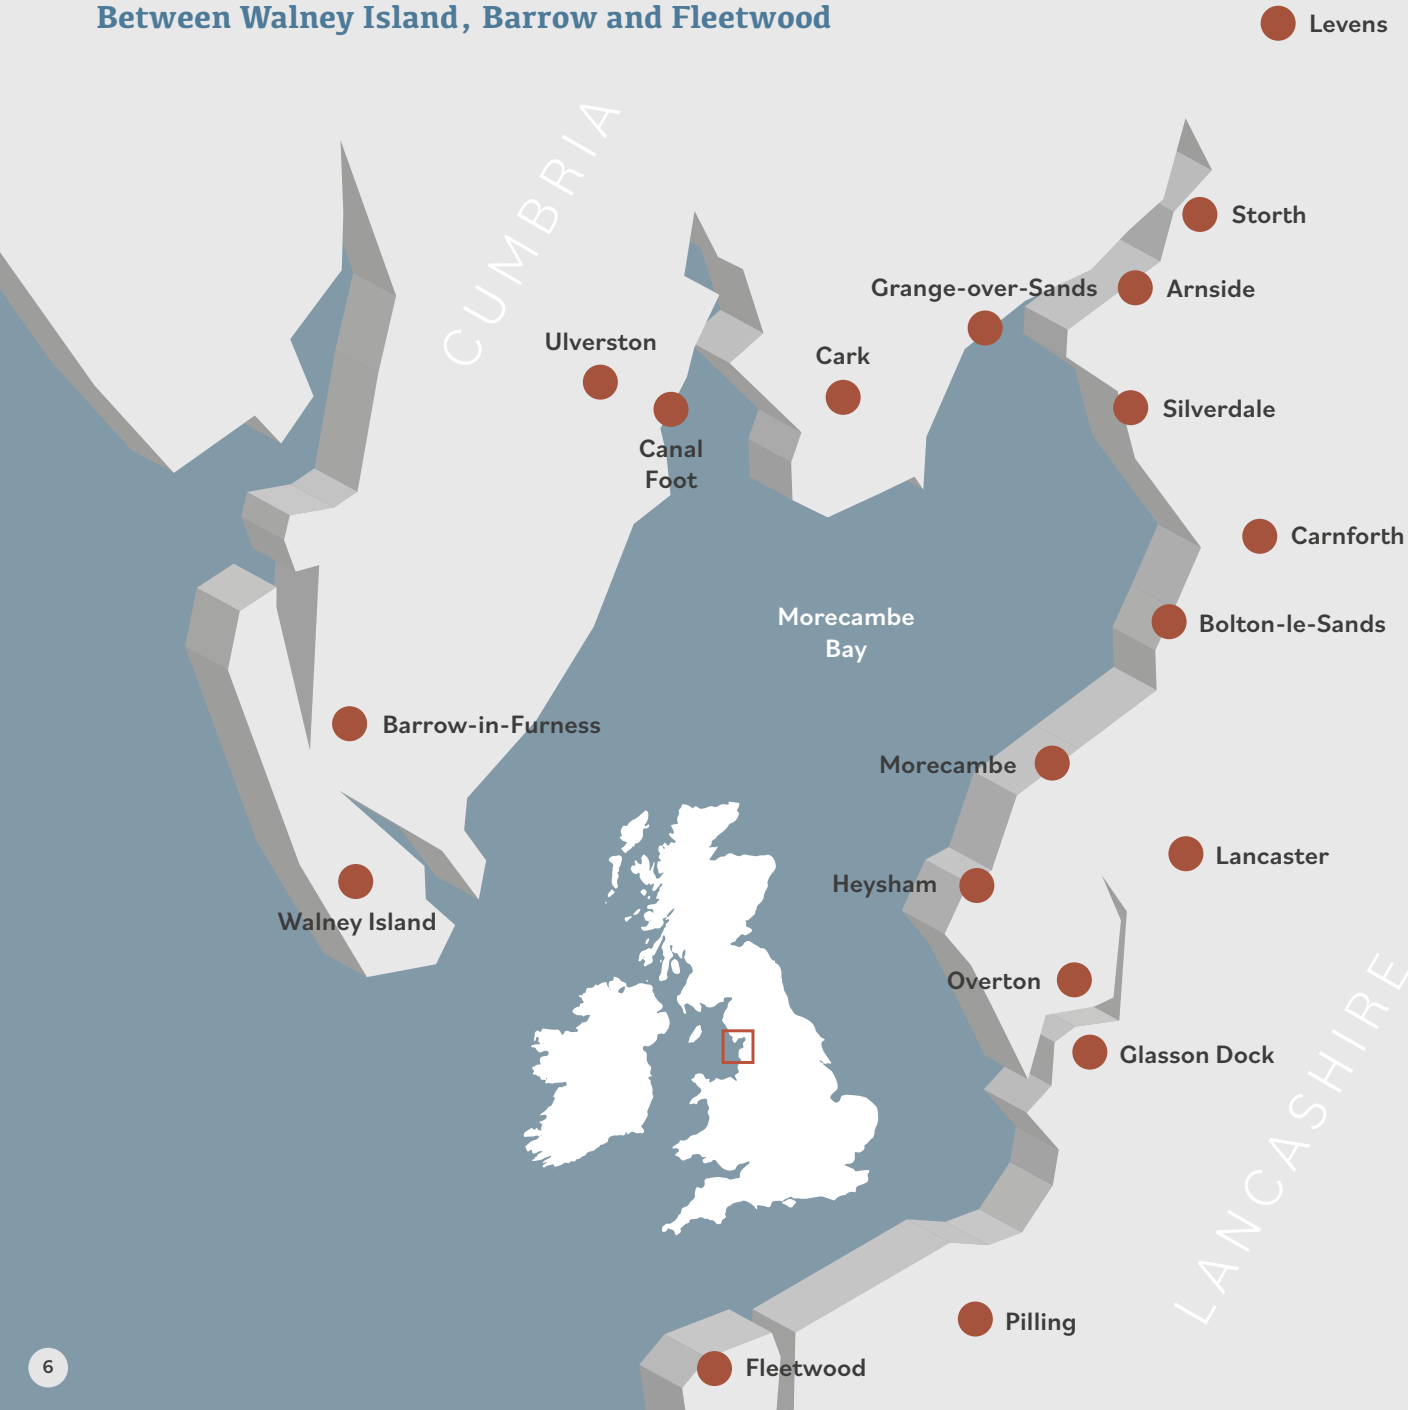 Between Walney Island, Barrow and Fleetwood
Levens
CUMBRIA
Storth
Grange-over-Sands
Arnside
Ulverston
Cark
Silverdale
Canal
Foot
Carnforth
Morecambe
Bay
Bolton-le-Sands
Barrow-in-Furness
Morecambe
Lancaster
Heysham
Walney Island
Overton
Glasson Dock
LANCASHIRE
Pilling
Fleetwood
6